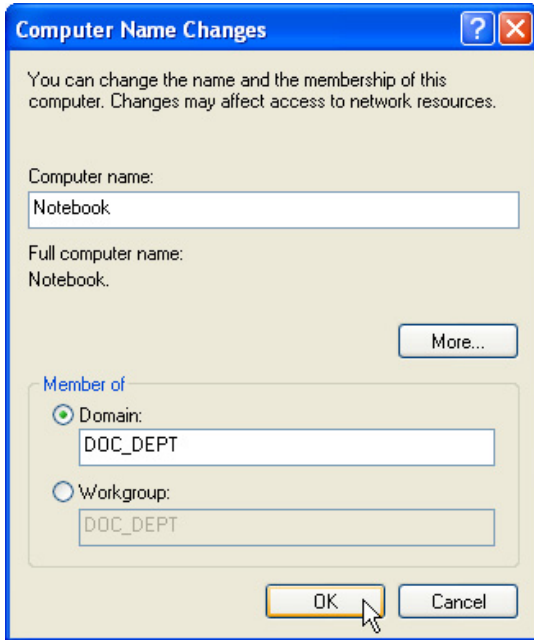 Computer Name Changes
You can change the name and the membership of this
computer. Changes may affect access to network resources.
Computer name:
Notebook
Full computer name:
Notebook.
More...
Member of
Domain:
DOC_DEPT
Workgroup:
DOC_DEPT
OK
Cancel